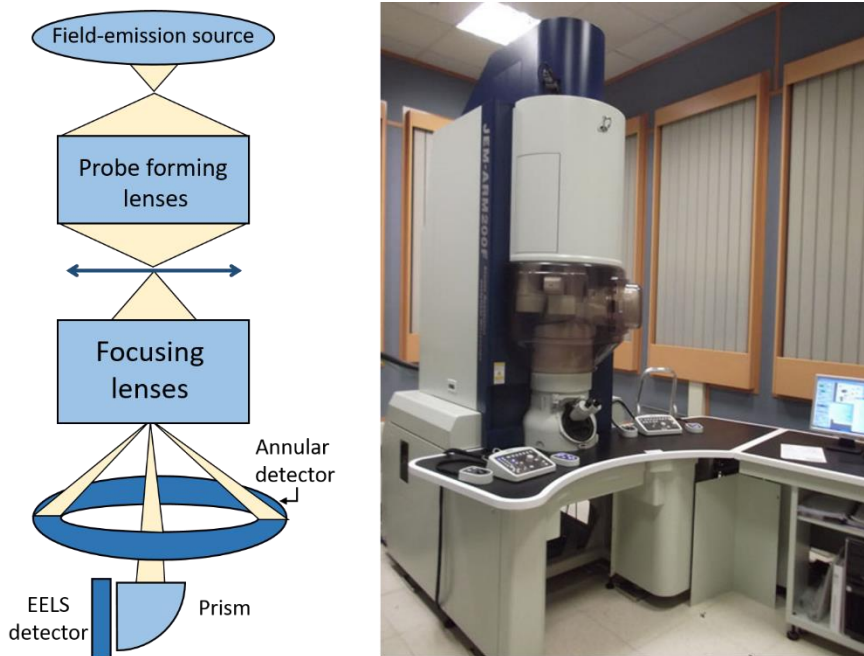 Field-emission source
Probe forming
lenses
Focusing
lenses
Annular
detector
EELS
detector
Prism
JEM-ARM200F